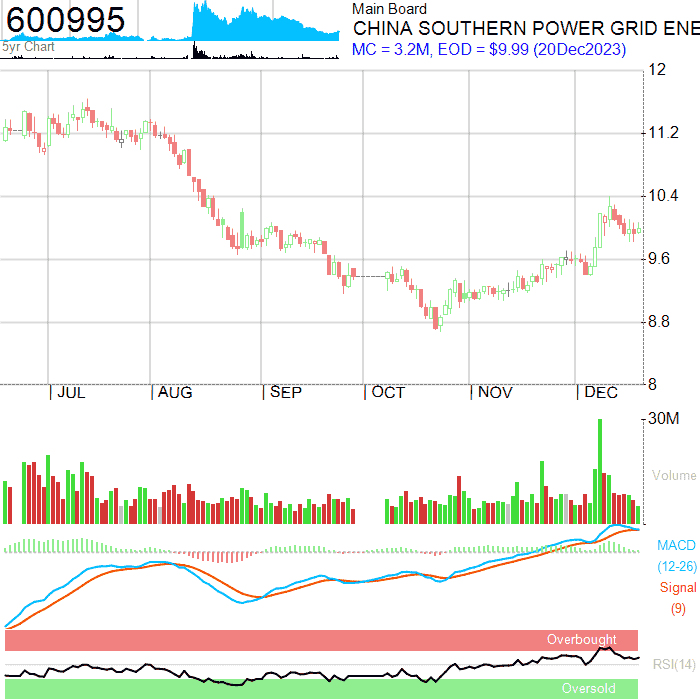 600995
5yr Chart
Main Board
CHINA SOUTHERN POWER GRID ENE
MC = 3.2M, EOD = $9.99 (20Dec2023)
12
11.2
10.4
9.6
8.8
8
JUL
AUG
SEP
OCT
NOV
DEC
30M
Volume
MACD
(12-26)
Signal
(9)
Overbought
RSI(14)
Oversold